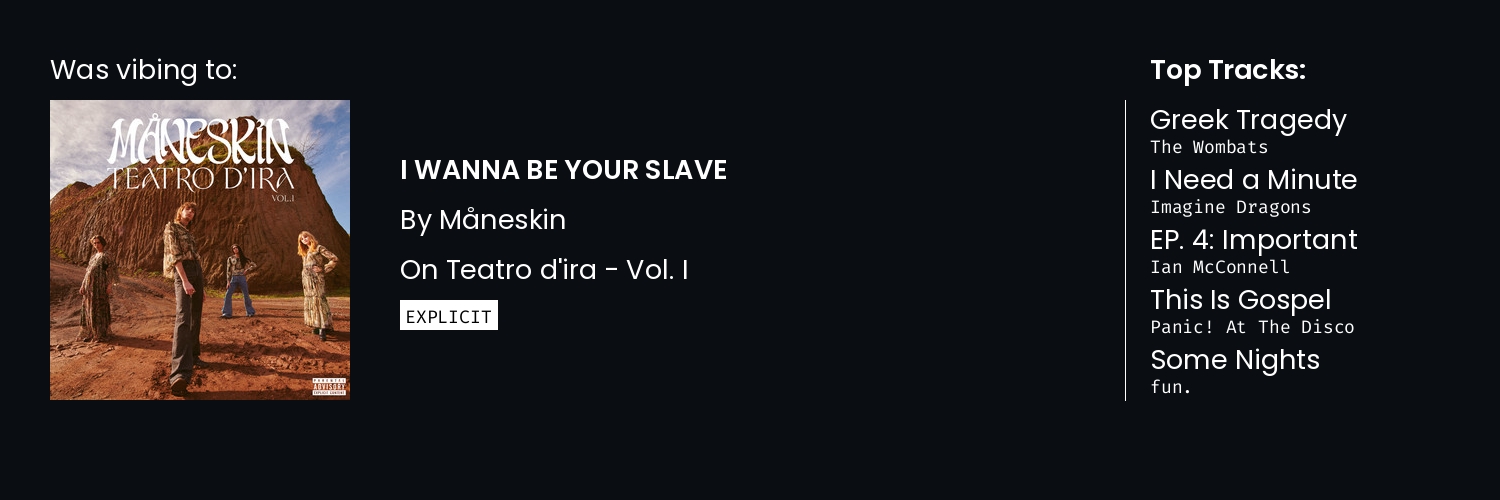 Was vibing to:
MÅNESKIN
TEATRO D'IRA
VOL.I
PARENTAL
ADVISORY
EXPLICIT CONTENT
I WANNA BE YOUR SLAVE
By Måneskin
On Teatro d'ira - Vol. I
EXPLICIT
Top Tracks:
Greek Tragedy
The Wombats
I Need a Minute
Imagine Dragons
EP. 4: Important
Ian McConnell
This Is Gospel
Panic! At The Disco
Some Nights
fun.